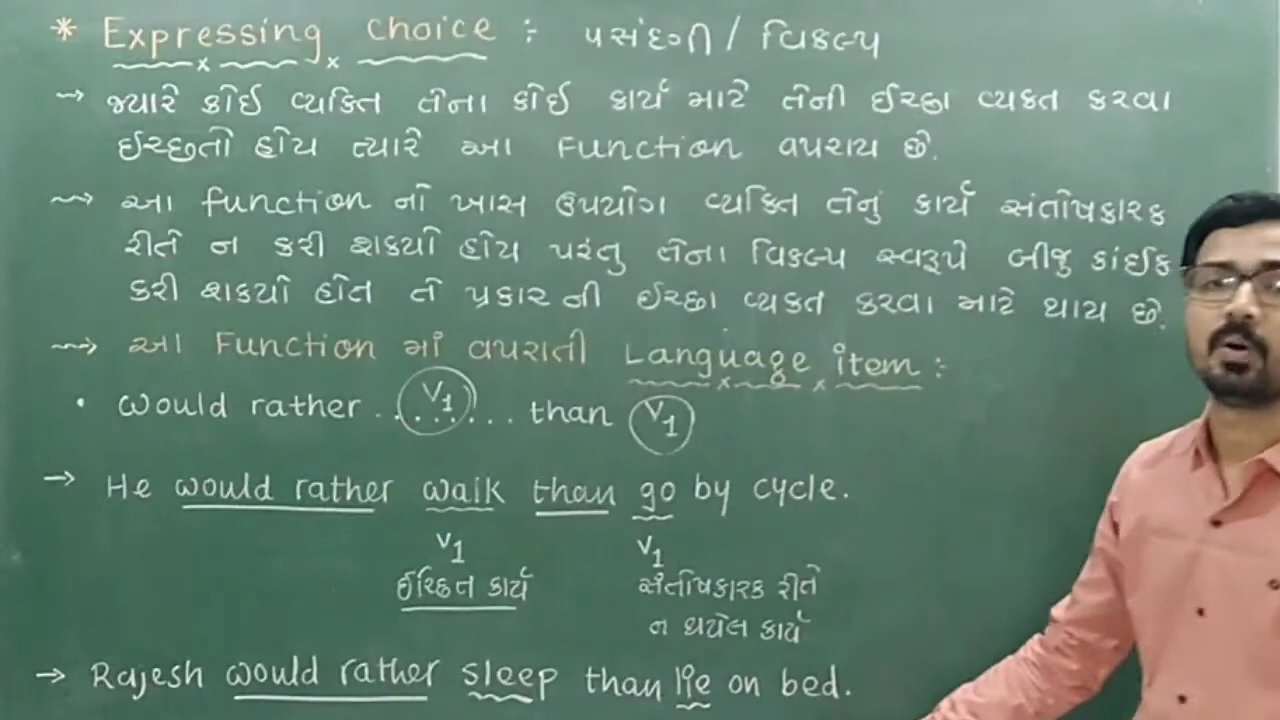 * Expressing choice : પસંદગી / વિકલ્પ
→ જ્યારે કોઈ વ્યક્તિ તેના કોઈ કાર્ય માટે તેની ઈચ્છા વ્યક્ત કરવા
ઈચ્છતો હોય ત્યારે આ Function વપરાય છે.
→ આ function નો ખાસ ઉપયોગ વ્યક્તિ તેનું કાર્ય સંતોષકારક
રીતે ન કરી શકયો હોય પરંતુ તેના વિકલ્પ સ્વરૂપે બીજુ કાંઈક
કરી શકયો હોત તે પ્રકાર ની ઈચ્છા વ્યક્ત કરવા માટે થાય છે.
→ આ Function માં વપરાતી Language item :
• Would rather ..V1..... than V1
→ He would rather walk than go by cycle.
V1 V1
ઈચ્છિત કાર્ય સંતોષકારક રીતે
ન થયેલ કાર્ય
→ Rajesh would rather sleep than lie on bed.